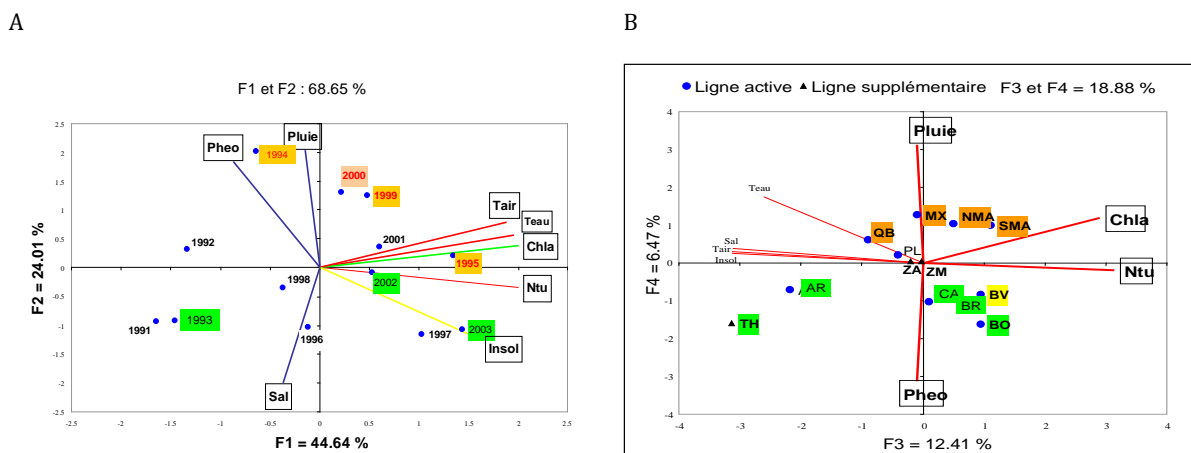 A
B
F1 et F2 : 68.65 %
2.5
2
1.5
1
0.5
0
-0.5
-1
-1.5
-2
-2.5
-2.5
-2
-1.5
-1
-0.5
0
0.5
1
1.5
2
2.5
F2 = 24.01 %
F1 = 44.64 %
Pheo
1994
Pluie
2000
1999
Tair
Teau
Chla
1992
2001
1995
1998
2002
Ntu
1991
1993
1996
1997
2003
Insol
Sal
Ligne active
Ligne supplémentaire
F3 et F4 = 18.88 %
4
3
2
1
0
-1
-2
-3
-4
-4
-3
-2
-1
0
1
2
3
4
F4 = 6.47 %
F3 = 12.41 %
Pluie
Teau
MX
NMA
SMA
Chla
QB
Sal
Tair
Insol
PL
ZA
ZM
Ntu
AR
CA
BV
BR
TH
BO
Pheo